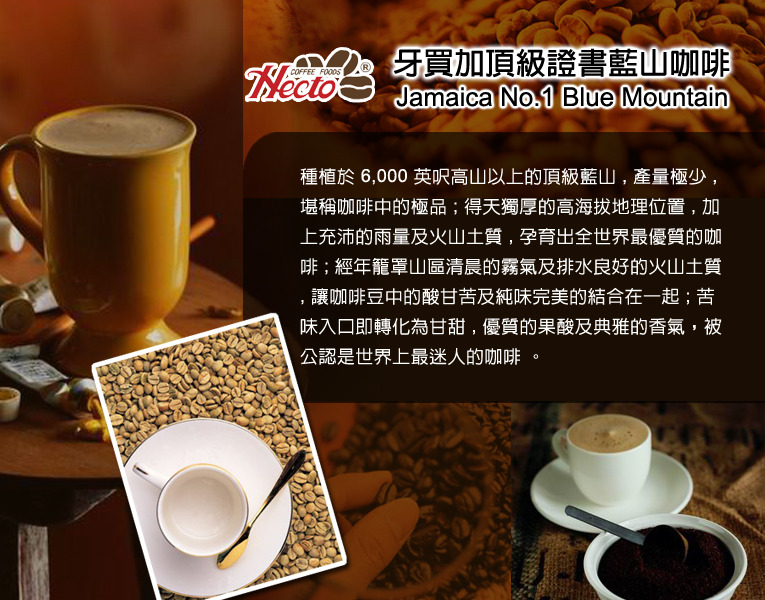 COFFEE FOODS
Hecto®
牙買加頂級證書藍山咖啡
Jamaica No.1 Blue Mountain
種植於 6,000 英呎高山以上的頂級藍山 , 產量極少 ,
堪稱咖啡中的極品 ; 得天獨厚的高海拔地理位置 , 加
上充沛的雨量及火山土質 , 孕育出全世界最優質的咖
啡 ; 經年籠罩山區清晨的霧氣及排水良好的火山土質
, 讓咖啡豆中的酸甘苦及純味完美的結合在一起 ; 苦
味入口即轉化為甘甜 , 優質的果酸及典雅的香氣，被
公認是世界上最迷人的咖啡 。